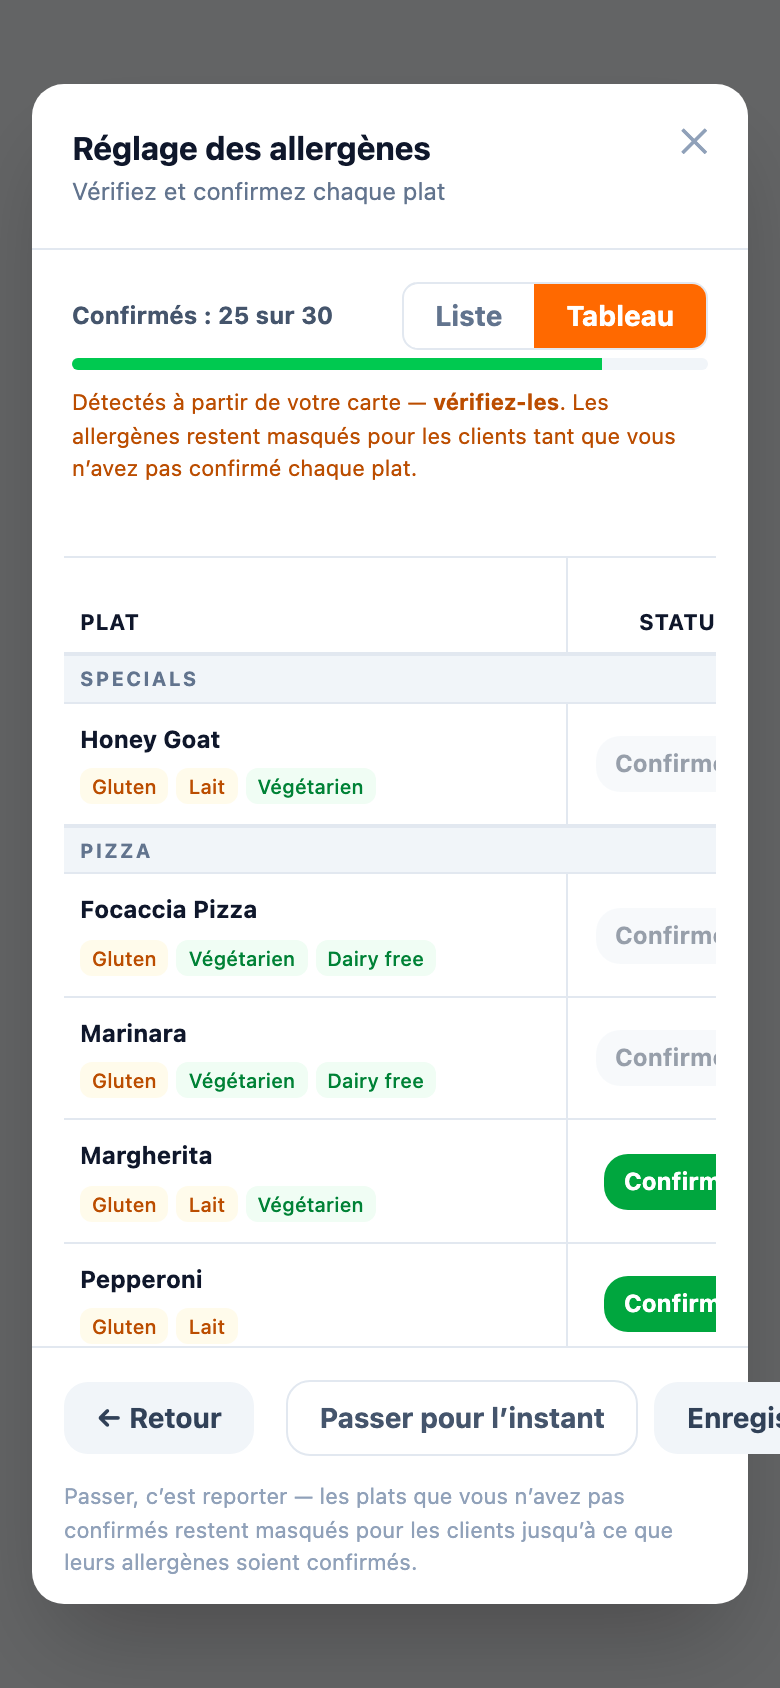 Réglage des allergènes
Vérifiez et confirmez chaque plat
Confirmés : 25 sur 30
Liste
Tableau
Détectés à partir de votre carte — vérifiez-les. Les
allergènes restent masqués pour les clients tant que vous
n’avez pas confirmé chaque plat.
PLAT
STATU
SPECIALS
Honey Goat
Gluten Lait Végétarien
Confirmé
PIZZA
Focaccia Pizza
Gluten Végétarien Dairy free
Confirmé
Marinara
Gluten Végétarien Dairy free
Confirmé
Margherita
Gluten Lait Végétarien
Confirm
Pepperoni
Gluten Lait
Confirm
← Retour
Passer pour l’instant
Enregis
Passer, c’est reporter — les plats que vous n’avez pas
confirmés restent masqués pour les clients jusqu’à ce que
leurs allergènes soient confirmés.